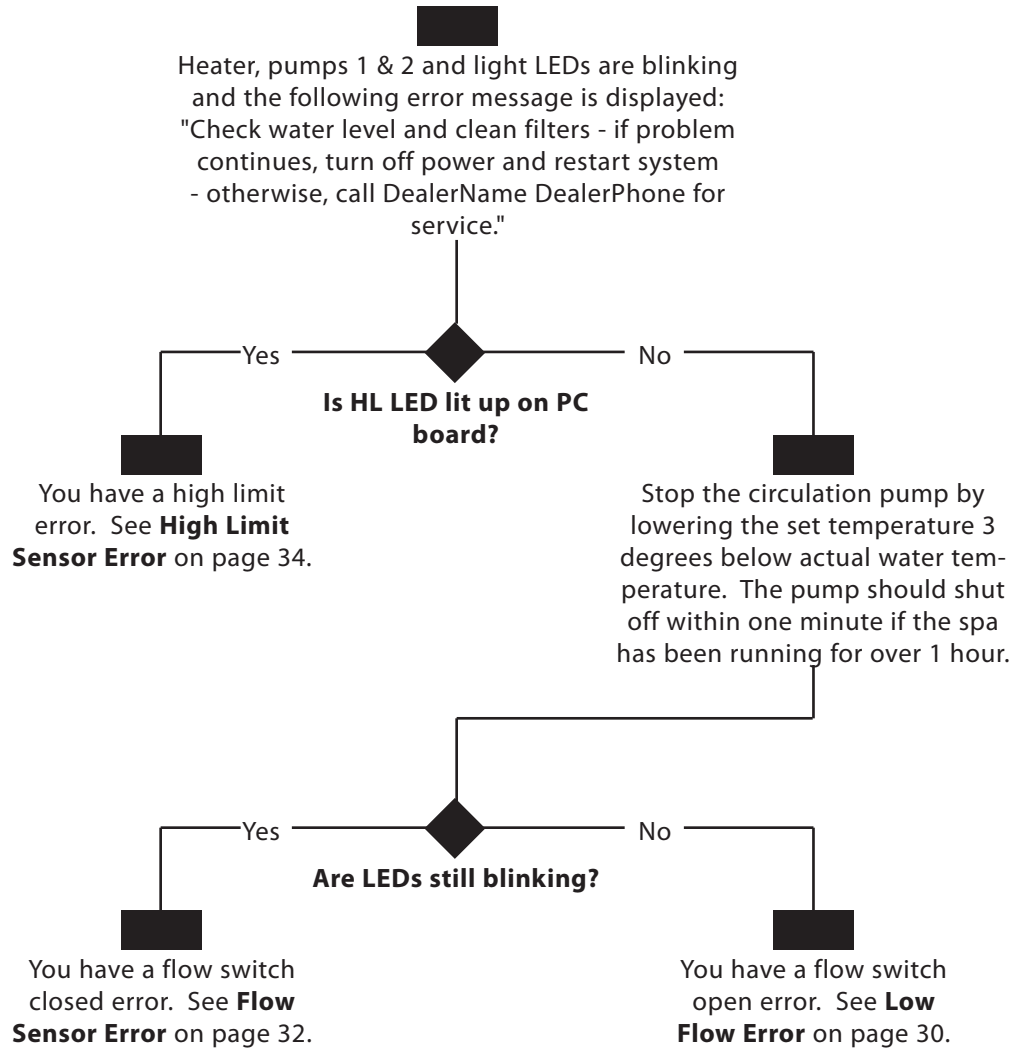 Heater, pumps 1 & 2 and light LEDs are blinking
and the following error message is displayed:
"Check water level and clean filters - if problem
continues, turn off power and restart system
- otherwise, call DealerName DealerPhone for
service."
Yes
No
Is HL LED lit up on PC
board?
You have a high limit
error. See High Limit
Sensor Error on page 34.
Stop the circulation pump by
lowering the set temperature 3
degrees below actual water tem-
perature. The pump should shut
off within one minute if the spa
has been running for over 1 hour.
Yes
No
Are LEDs still blinking?
You have a flow switch
closed error. See Flow
Sensor Error on page 32.
You have a flow switch
open error. See Low
Flow Error on page 30.